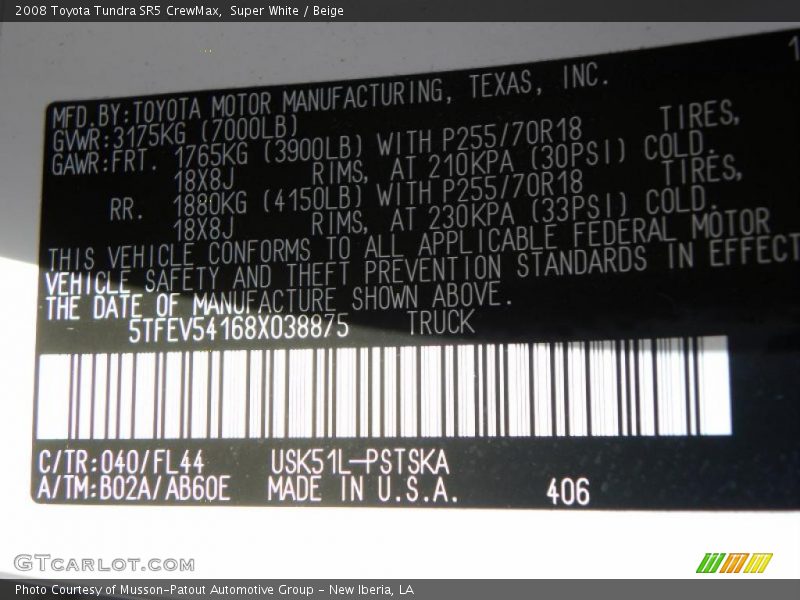 2008 Toyota Tundra SR5 CrewMax, Super White / Beige
1
MFD.BY:TOYOTA MOTOR MANUFACTURING, TEXAS, INC.
GVWR:3175KG (7000LB)
GAWR:FRT. 1765KG (3900LB) WITH P255/70R18 TIRES,
18X8J RIMS, AT 210KPA (30PSI) COLD.
RR. 1880KG (4150LB) WITH P255/70R18 TIRES,
18X8J RIMS, AT 230KPA (33PSI) COLD.
THIS VEHICLE CONFORMS TO ALL APPLICABLE FEDERAL MOTOR
VEHICLE SAFETY AND THEFT PREVENTION STANDARDS IN EFFECT
THE DATE OF MANUFACTURE SHOWN ABOVE.
5TFEV54168X038875 TRUCK
C/TR:040/FL44 USK51L-PSTSKA
A/TM:B02A/AB60E MADE IN U.S.A. 406
GTCARLOT.COM
Photo Courtesy of Musson-Patout Automotive Group - New Iberia, LA